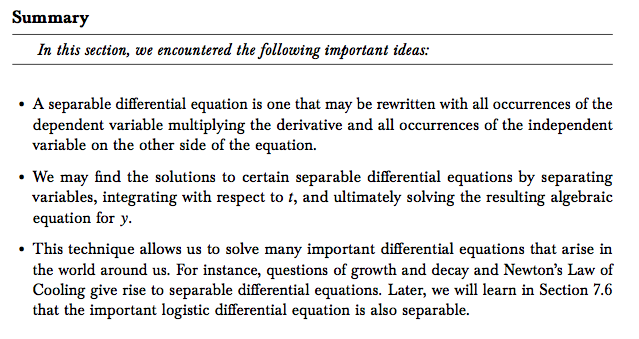 Summary
In this section, we encountered the following important ideas:
• A separable differential equation is one that may be rewritten with all occurrences of the
dependent variable multiplying the derivative and all occurrences of the independent
variable on the other side of the equation.
• We may find the solutions to certain separable differential equations by separating
variables, integrating with respect to t, and ultimately solving the resulting algebraic
equation for y.
• This technique allows us to solve many important differential equations that arise in
the world around us. For instance, questions of growth and decay and Newton's Law of
Cooling give rise to separable differential equations. Later, we will learn in Section 7.6
that the important logistic differential equation is also separable.